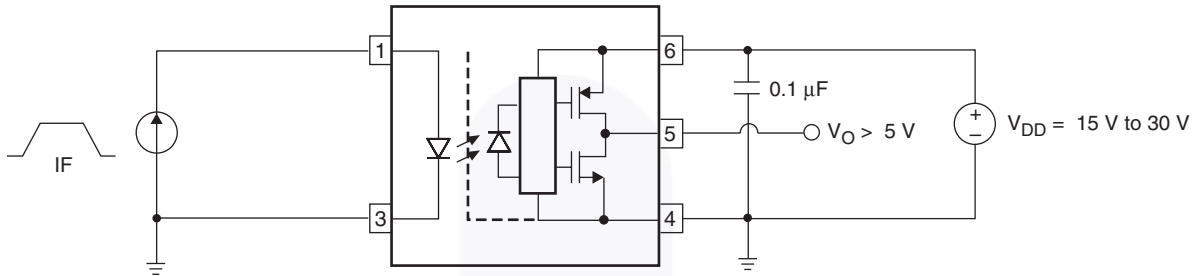 1
6
0.1 μF
+
–
V_DD = 15 V to 30 V
5
V_O > 5 V
IF
3
4